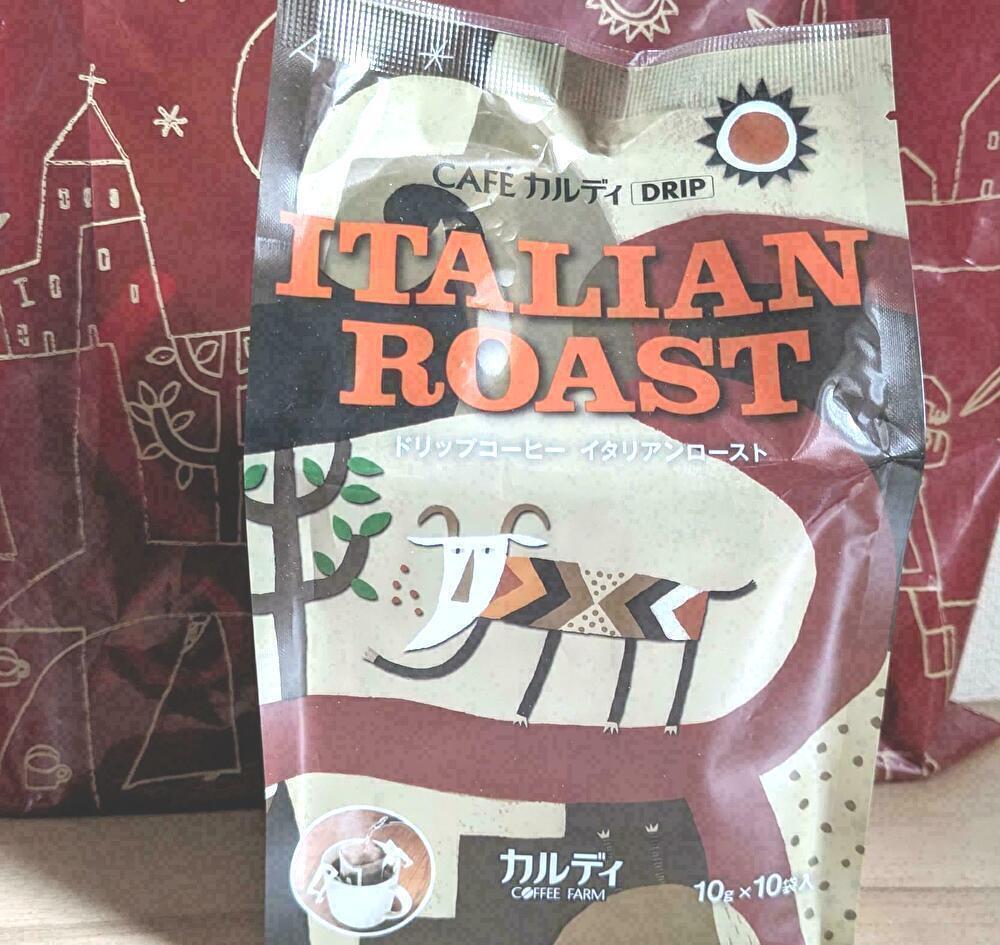 CAFÉ カルディ DRIP
ITALIAN
ROAST
ドリップコーヒー イタリアンロースト
カルディ
COFFEE FARM
10g×10袋入